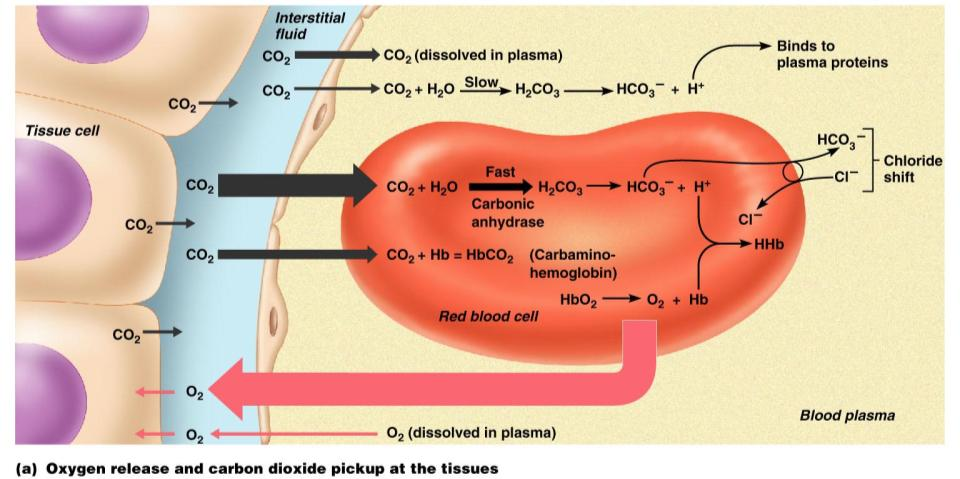 Interstitial
fluid
CO₂ → CO₂ (dissolved in plasma)
Binds to
plasma proteins
CO₂ → CO₂ + H₂O Slow → H₂CO₃ → HCO₃⁻ + H⁺
CO₂
Tissue cell
HCO₃⁻
Chloride
shift
Cl⁻
CO₂ → CO₂ + H₂O Fast → H₂CO₃ → HCO₃⁻ + H⁺
Carbonic
anhydrase
Cl⁻
CO₂
HHb
CO₂ → CO₂ + Hb = HbCO₂ (Carbamino-
hemoglobin)
HbO₂ → O₂ + Hb
Red blood cell
CO₂
O₂
Blood plasma
O₂ O₂ (dissolved in plasma)
(a) Oxygen release and carbon dioxide pickup at the tissues